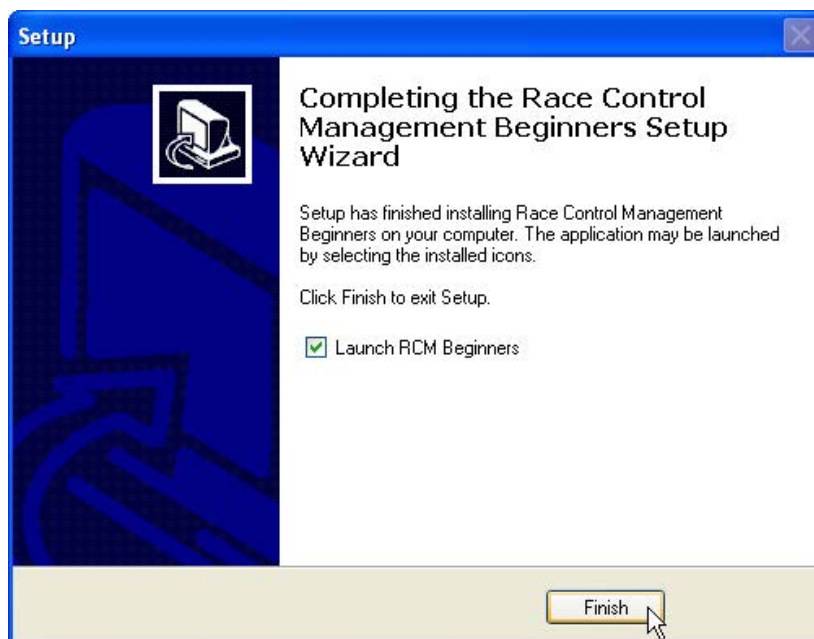 Setup
Completing the Race Control
Management Beginners Setup
Wizard
Setup has finished installing Race Control Management
Beginners on your computer. The application may be launched
by selecting the installed icons.
Click Finish to exit Setup.
Launch RCM Beginners
Finish